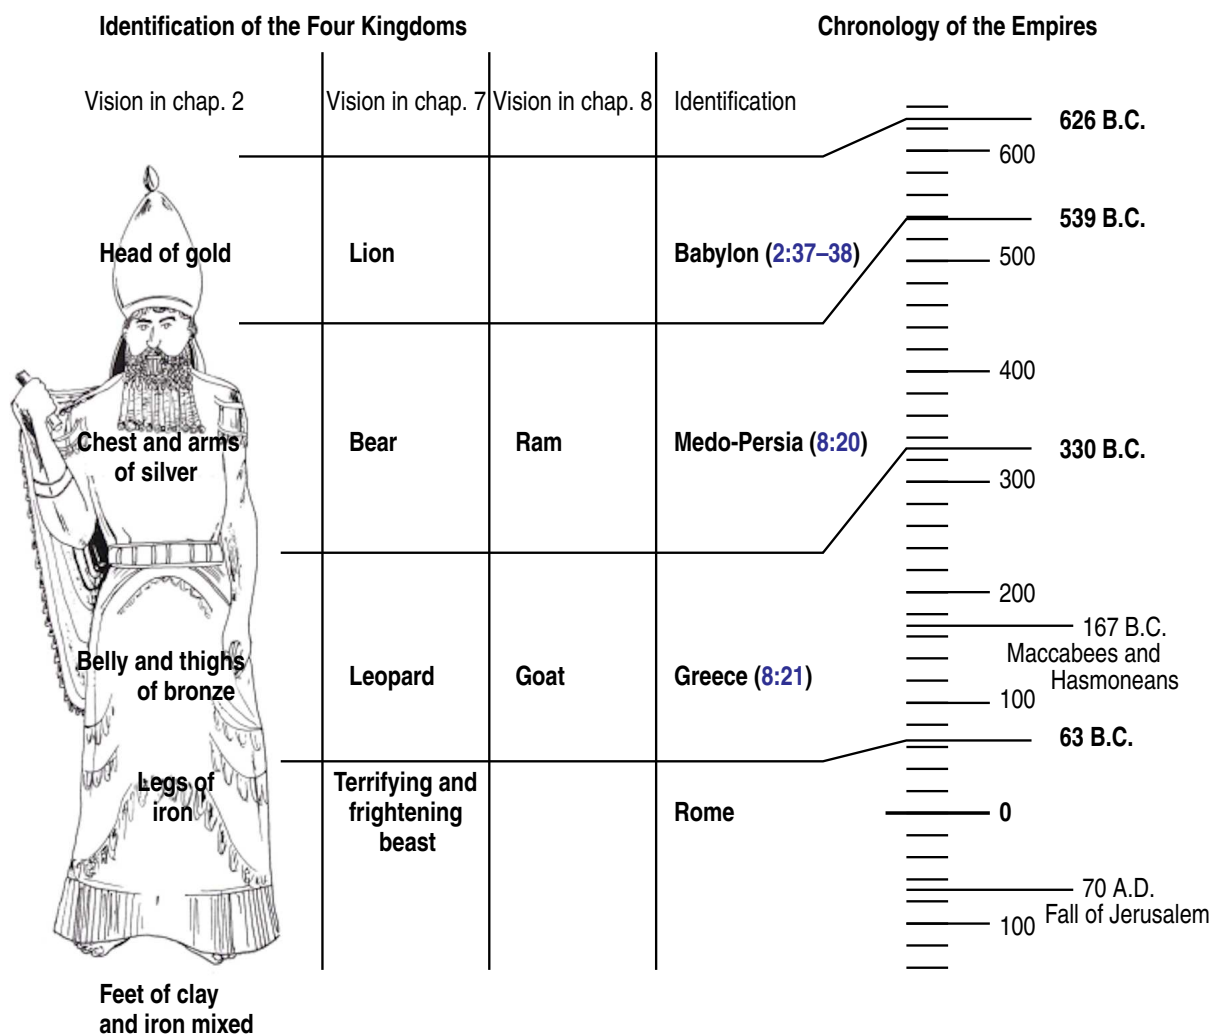 Identification of the Four Kingdoms
Chronology of the Empires
Vision in chap. 2
Vision in chap. 7
Vision in chap. 8
Identification
626 B.C.
600
539 B.C.
Head of gold
Lion
Babylon (2:37–38)
500
400
Chest and arms
of silver
Bear
Ram
Medo-Persia (8:20)
330 B.C.
300
200
167 B.C.
Maccabees and
Hasmoneans
Belly and thighs
of bronze
Leopard
Goat
Greece (8:21)
100
63 B.C.
Legs of
iron
Terrifying and
frightening
beast
Rome
0
70 A.D.
Fall of Jerusalem
100
Feet of clay
and iron mixed